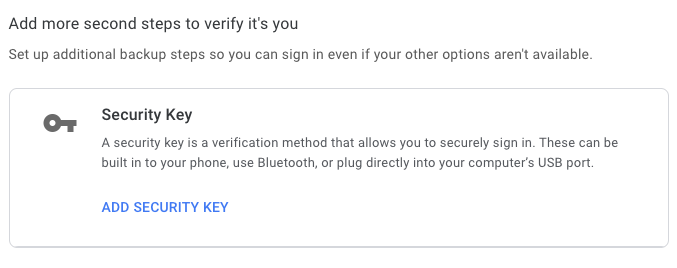 Add more second steps to verify it's you
Set up additional backup steps so you can sign in even if your other options aren't available.
Security Key
A security key is a verification method that allows you to securely sign in. These can be
built in to your phone, use Bluetooth, or plug directly into your computer's USB port.
ADD SECURITY KEY